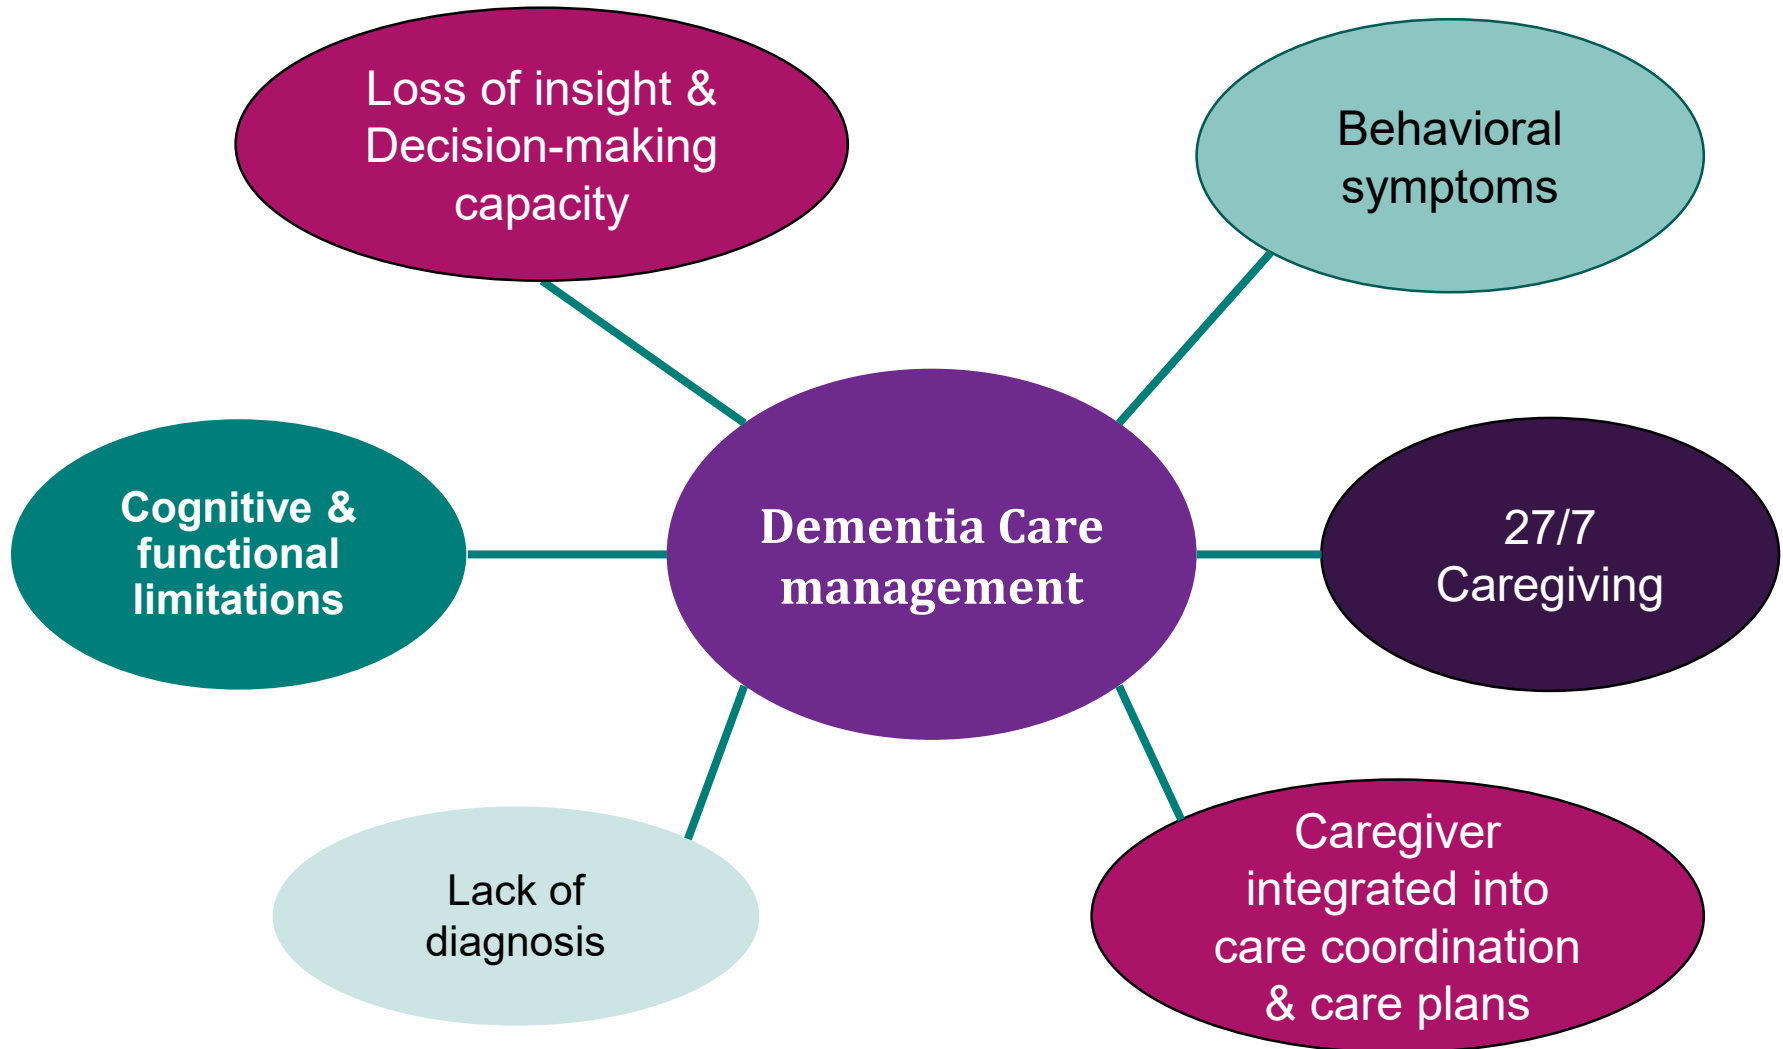 Loss of insight &
Decision-making
capacity
Behavioral
symptoms
Cognitive &
functional
limitations
Dementia Care
management
27/7
Caregiving
Lack of
diagnosis
Caregiver
integrated into
care coordination
& care plans